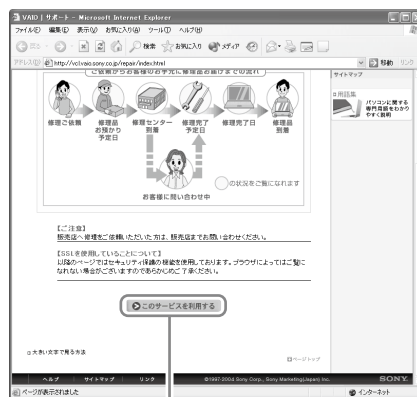 VAIO | サポート - Microsoft Internet Explorer
ファイル(F) 編集(E) 表示(V) お気に入り(A) ツール(T) ヘルプ(H)
戻る 検索 お気に入り メディア
アドレス(D) http://vcl.vaio.sony.co.jp/repair/index.html 移動 リンク
ご依頼からお客様のお手元に修理品お届けまでの流れ
サイトマップ
用語集
パソコンに関する
専門用語をわかり
やすく説明
修理ご依頼
修理品
お預かり
予定日
修理センター
到着
修理完了
予定日
修理完了日
修理品
到着
お客様に問い合わせ中
の状況をご覧になれます
【ご注意】
販売店へ修理をご依頼いただいた方は、販売店までお問い合わせください。
【SSLを使用していることについて】
以降のページではセキュリティ保護の機能を使用しております。ブラウザによってはご覧に
なれない場合がございますのであらかじめご了承ください。
このサービスを利用する
大きい文字で見る方法
ページトップ
ヘルプ サイトマップ リンク ©1997-2004 Sony Corp., Sony Marketing(Japan) Inc. SONY
ページが表示されました インターネット